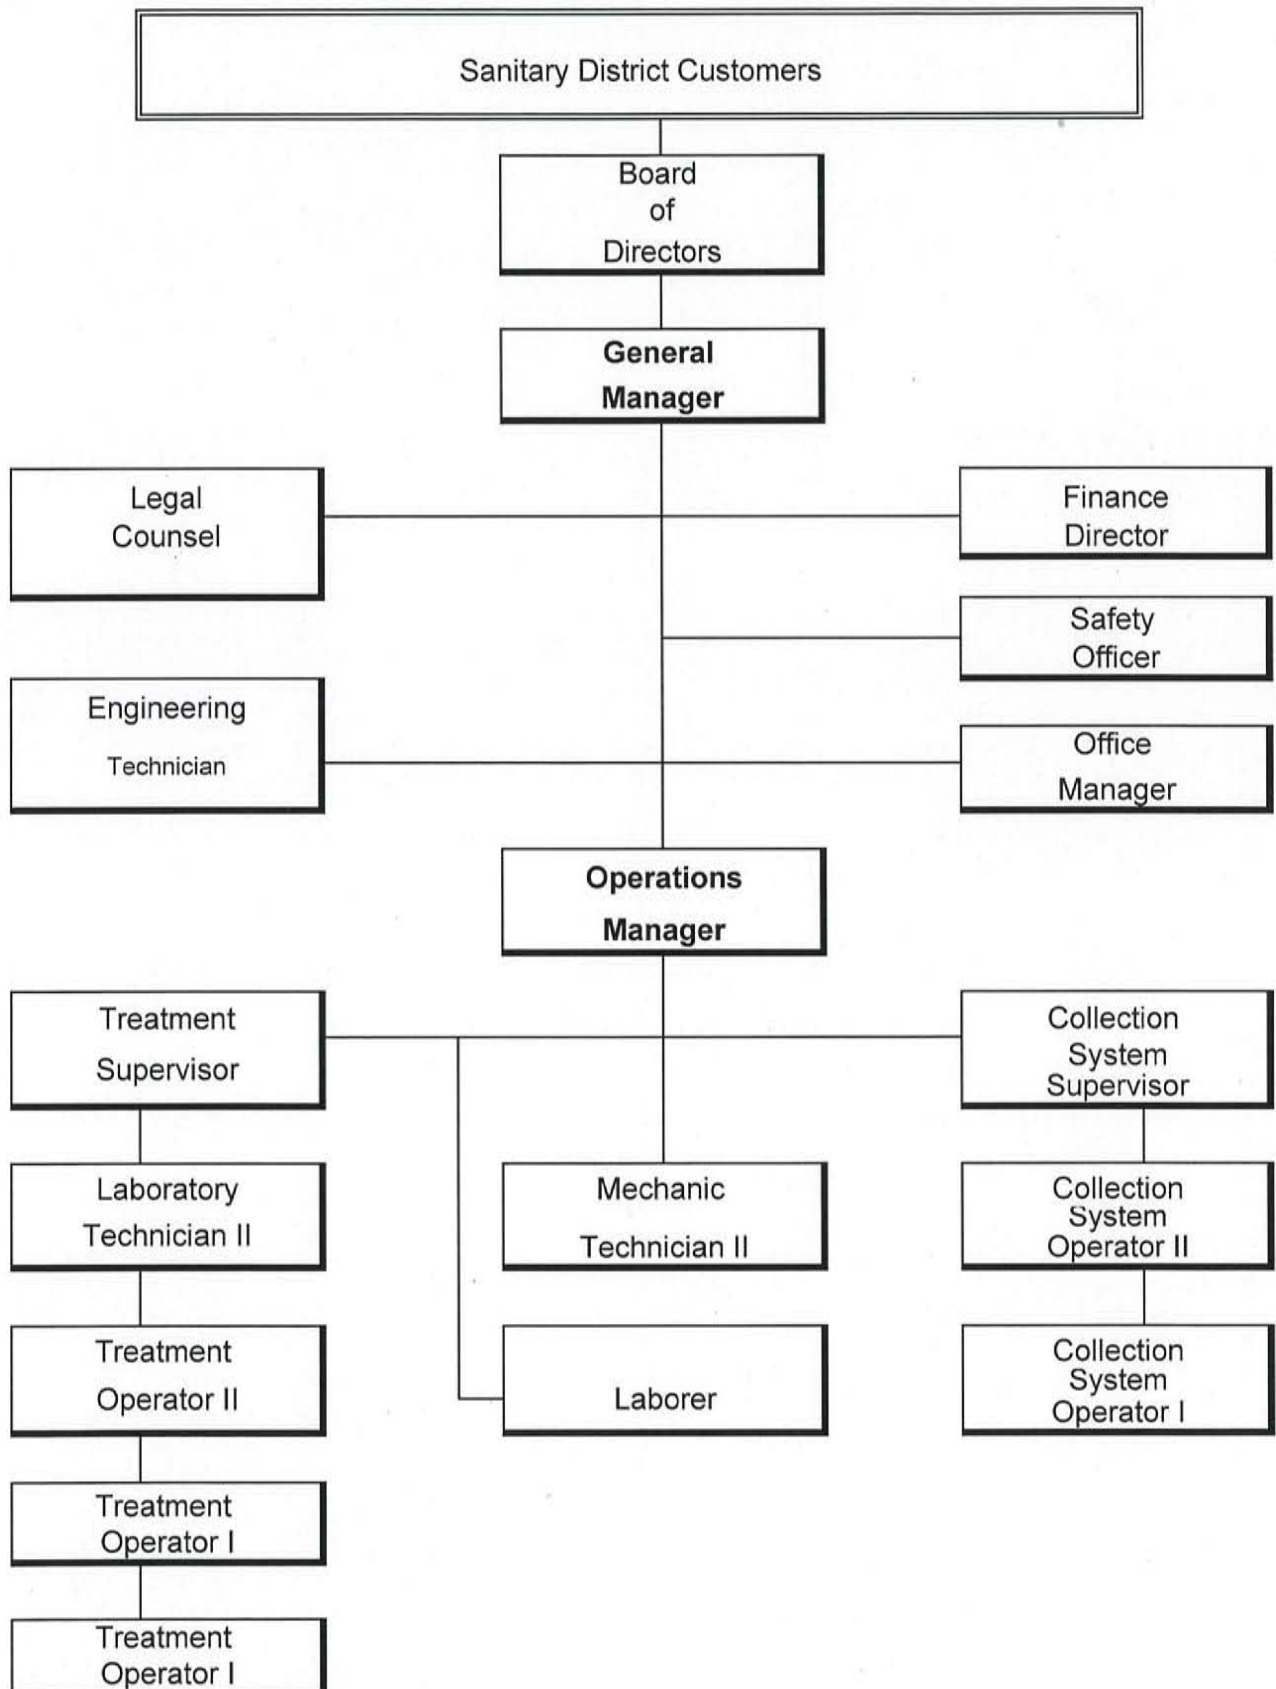 Sanitary District Customers
Board
of
Directors
General
Manager
Legal
Counsel
Finance
Director
Safety
Officer
Engineering
Technician
Office
Manager
Operations
Manager
Treatment
Supervisor
Collection
System
Supervisor
Laboratory
Technician II
Mechanic
Technician II
Collection
System
Operator II
Treatment
Operator II
Laborer
Collection
System
Operator I
Treatment
Operator I
Treatment
Operator I